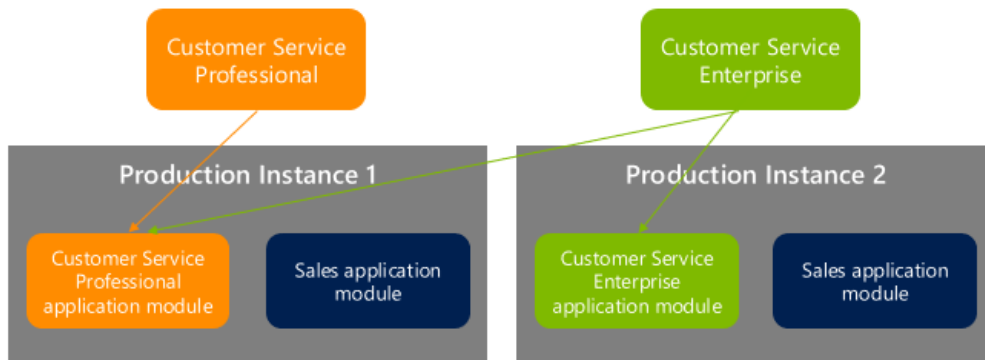 Customer Service
Professional
Customer Service
Enterprise
Production Instance 1
Production Instance 2
Customer Service
Professional
application module
Sales application
module
Customer Service
Enterprise
application module
Sales application
module